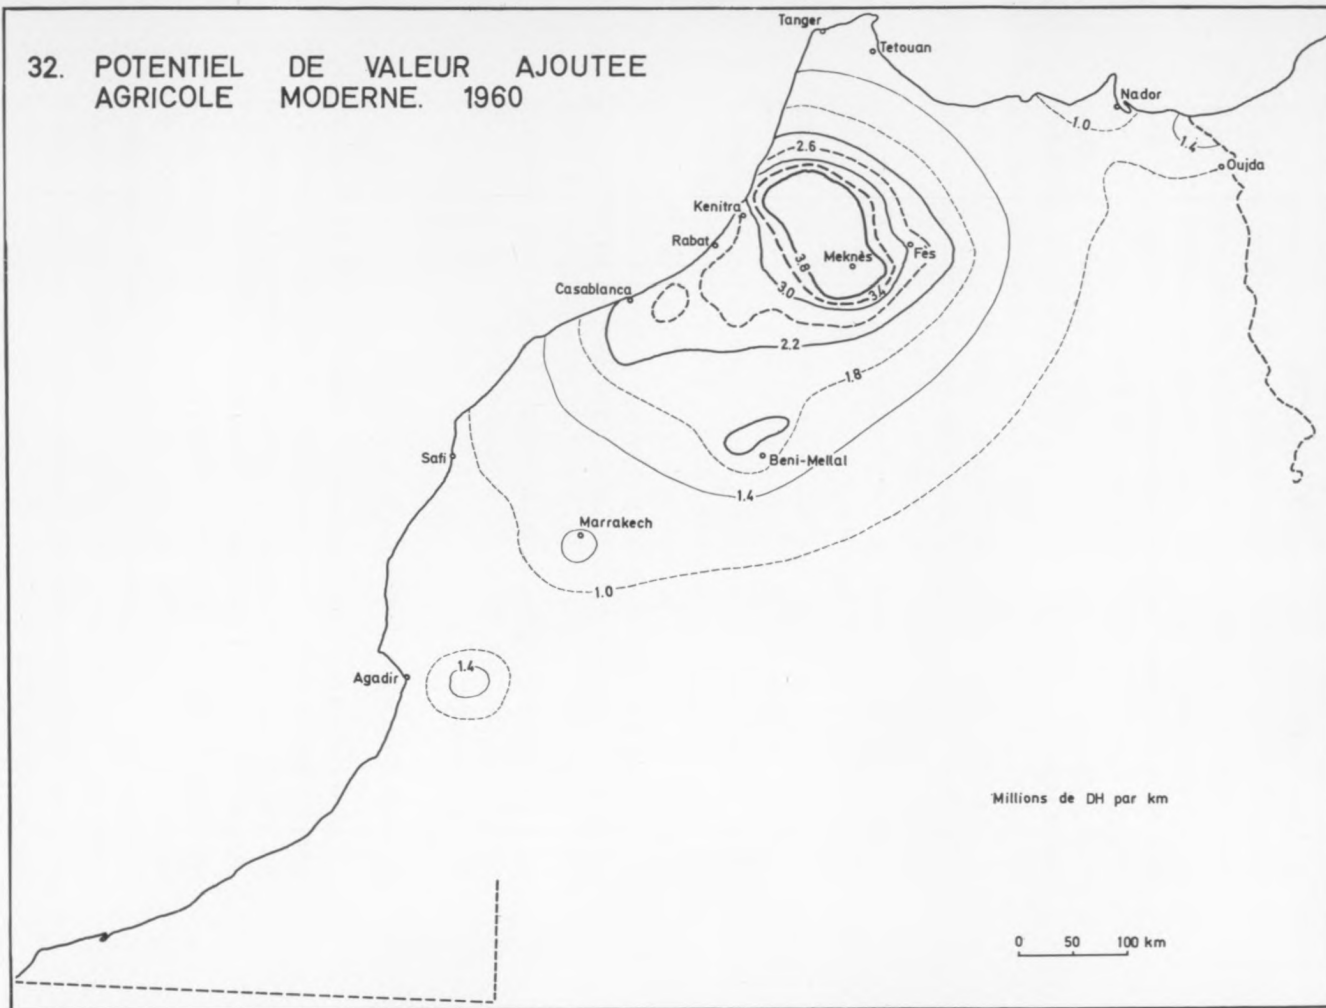 32. POTENTIEL DE VALEUR AJOUTEE
AGRICOLE MODERNE. 1960
Tanger
Tetouan
Nador
1.0
1.4
Oujda
2.6
Kenitra
Rabat
Fès
Meknès
3.8
3.0
3.4
Casablanca
2.2
1.8
Safi
Beni-Mellal
1.4
Marrakech
1.0
1.4
Agadir
Millions de DH par km
0 50 100 km